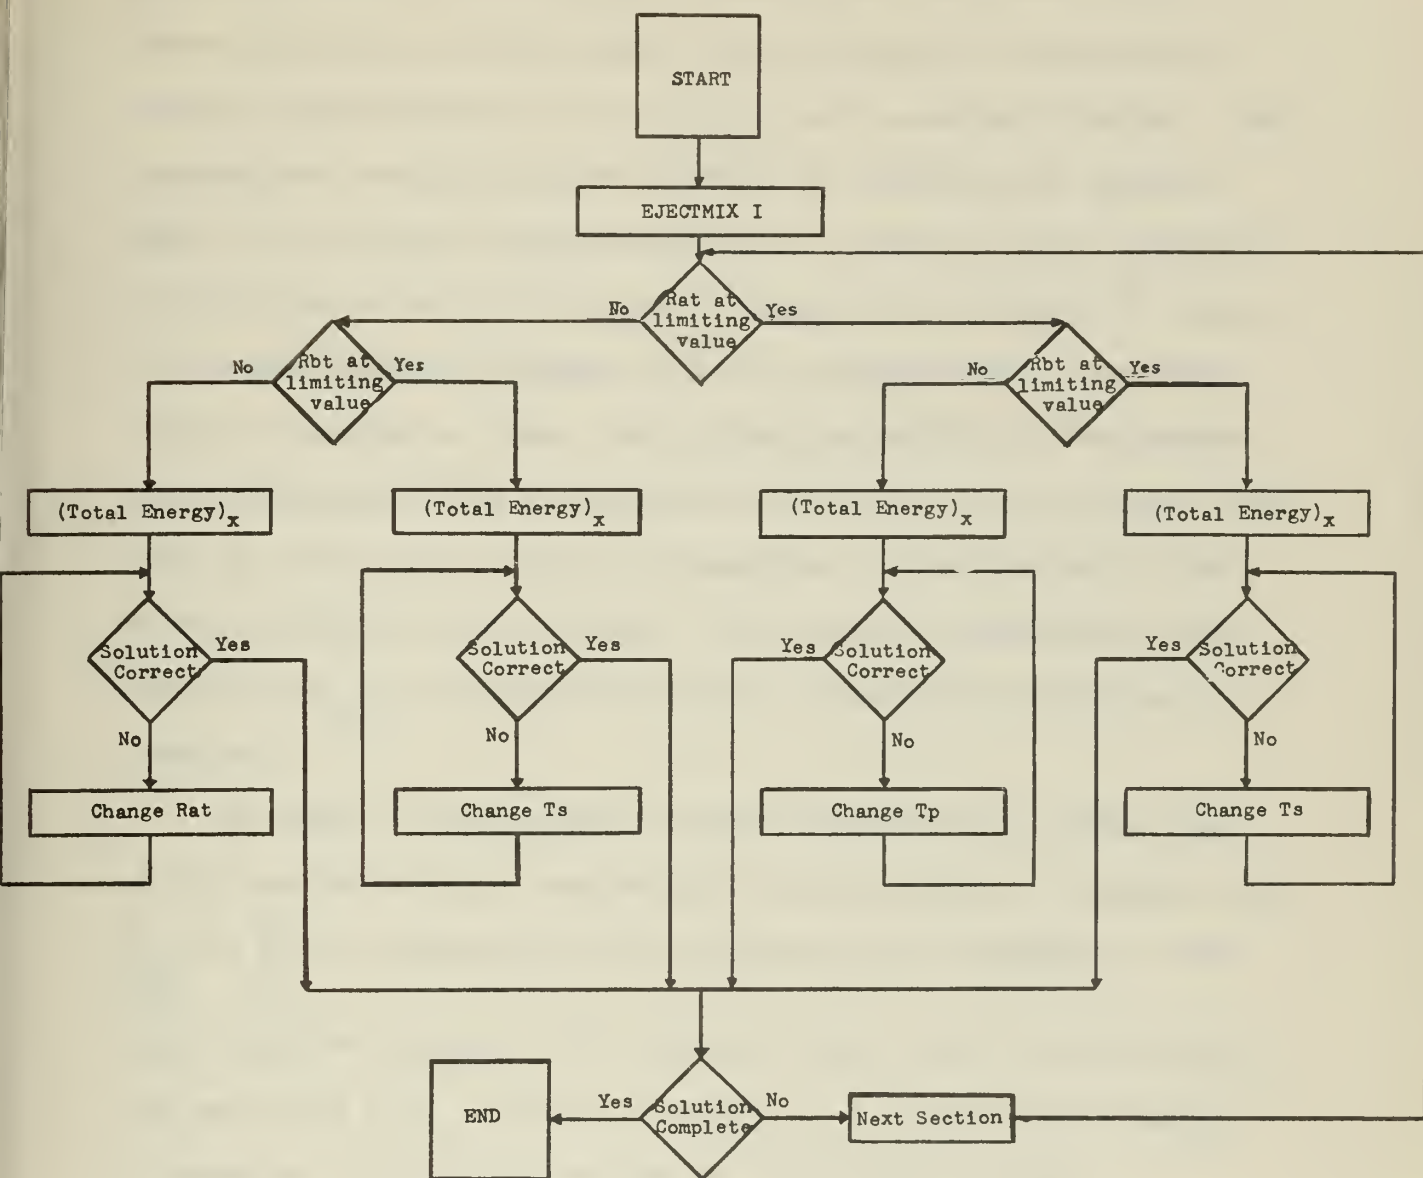 START
EJECTMIX I
Rat at
limiting
value
No
Yes
Rbt at
limiting
value
No
Yes
Rbt at
limiting
value
No
Yes
(Total Energy)x
(Total Energy)x
(Total Energy)x
(Total Energy)x
Solution
Correct
Yes
No
Solution
Correct
Yes
No
Yes
Solution
Correct
No
Yes
Solution
Correct
No
Change Rat
Change Ts
Change Tp
Change Ts
END
Yes
Solution
Complete
No
Next Section